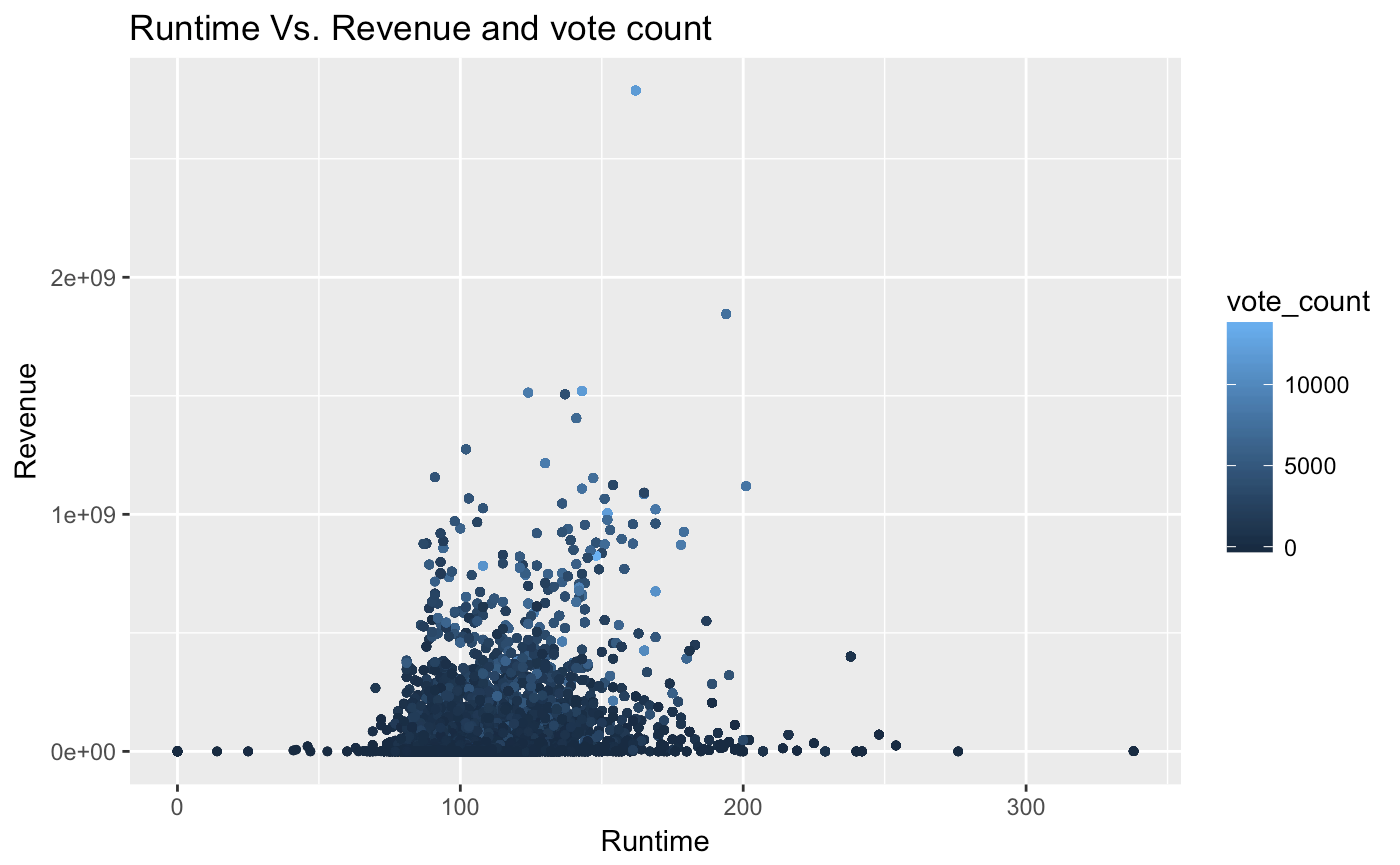 Runtime Vs. Revenue and vote count
Revenue
2e+09
1e+09
0e+00
0
100
200
300
Runtime
vote_count
10000
5000
0